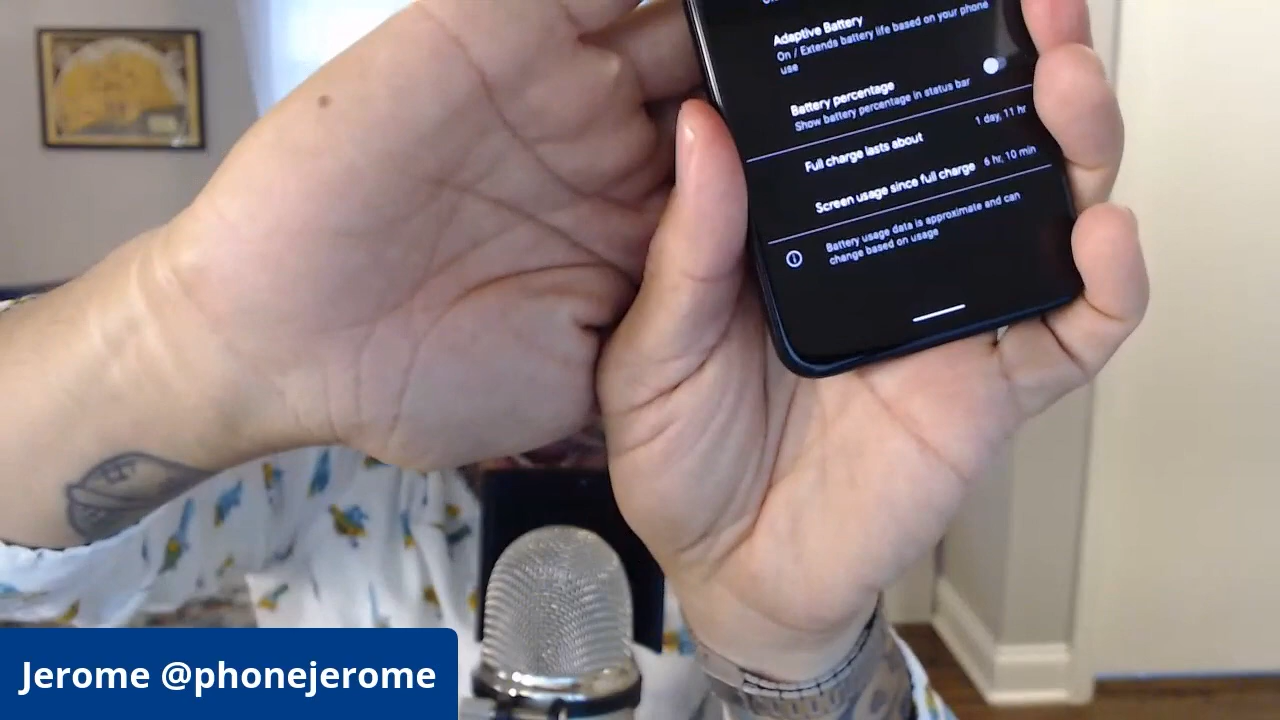 Adaptive Battery
On / Extends battery life based on your phone
use
Battery percentage
Show battery percentage in status bar
Full charge lasts about
1 day, 11 hr
Screen usage since full charge
6 hr, 10 min
Battery usage data is approximate and can
change based on usage
Jerome @phonejerome